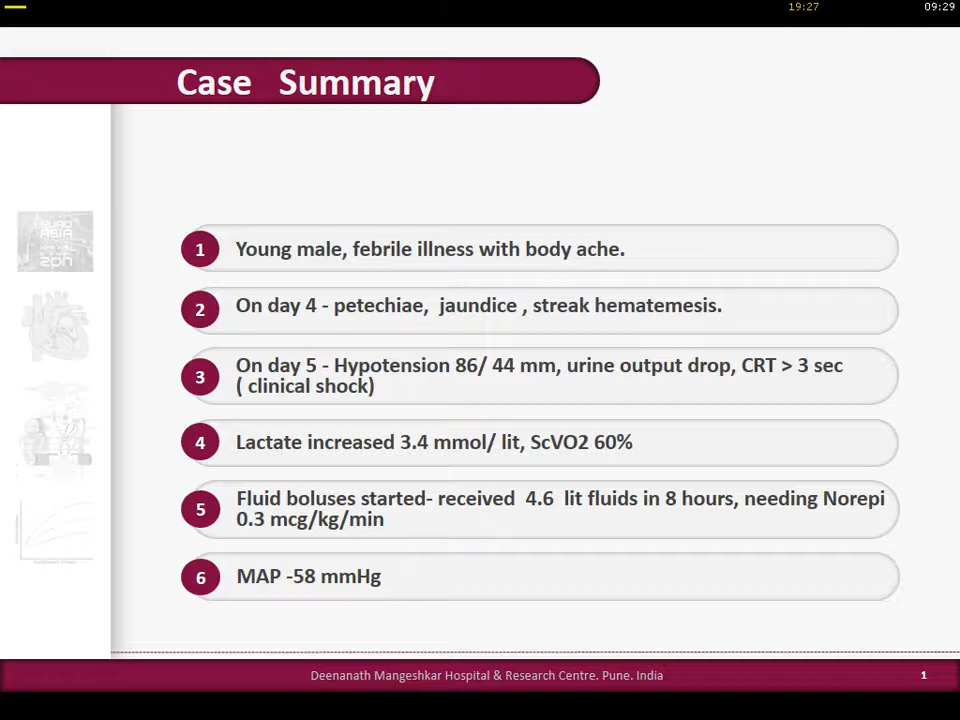 19:27 09:29
Case Summary
1 Young male, febrile illness with body ache.
2 On day 4 - petechiae, jaundice , streak hematemesis.
3 On day 5 - Hypotension 86/ 44 mm, urine output drop, CRT > 3 sec
( clinical shock)
4 Lactate increased 3.4 mmol/ lit, ScVO2 60%
5 Fluid boluses started- received 4.6 lit fluids in 8 hours, needing Norepi
0.3 mcg/kg/min
6 MAP -58 mmHg
Deenanath Mangeshkar Hospital & Research Centre. Pune. India 1